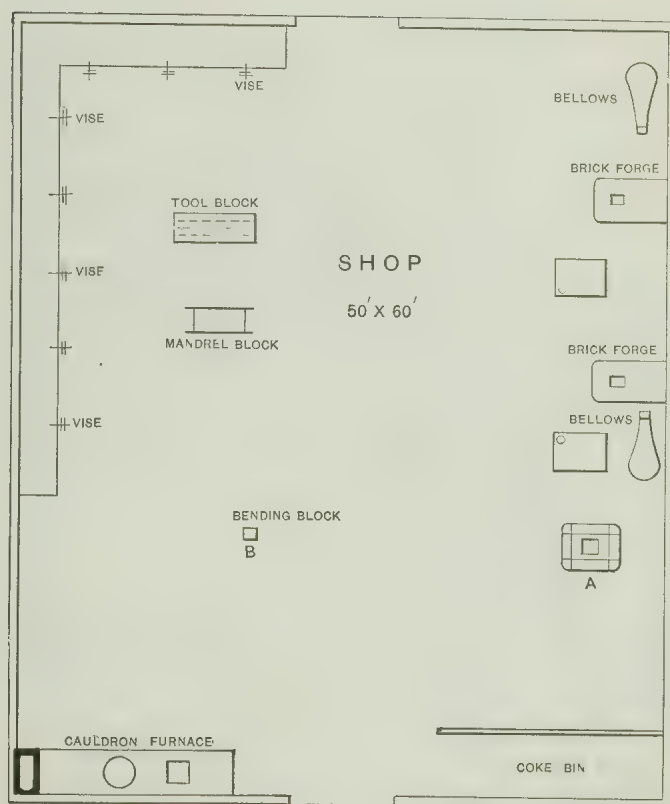 VISE
BELLOWS
VISE
BRICK FORGE
TOOL BLOCK
SHOP
VISE
50' X 60'
MANDREL BLOCK
BRICK FORGE
VISE
BELLOWS
BENDING BLOCK
B
A
CAULDRON FURNACE
COKE BIN